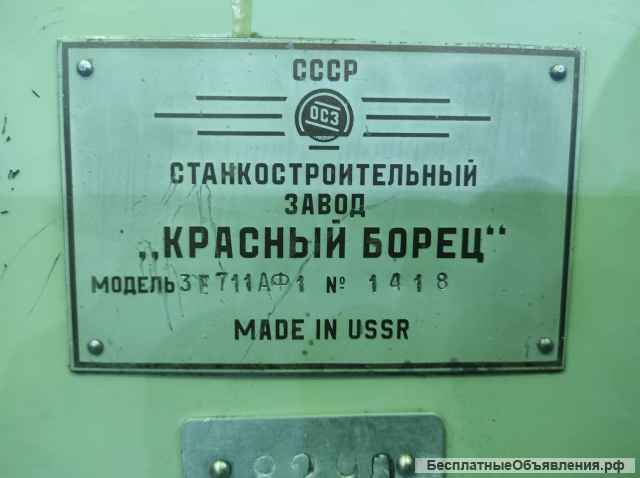 СССР
ОСЗ
СТАНКОСТРОИТЕЛЬНЫЙ
ЗАВОД
„КРАСНЫЙ БОРЕЦ“
МОДЕЛЬ 3Е711АФ1 № 1418
MADE IN USSR
БесплатныеОбъявления.рф